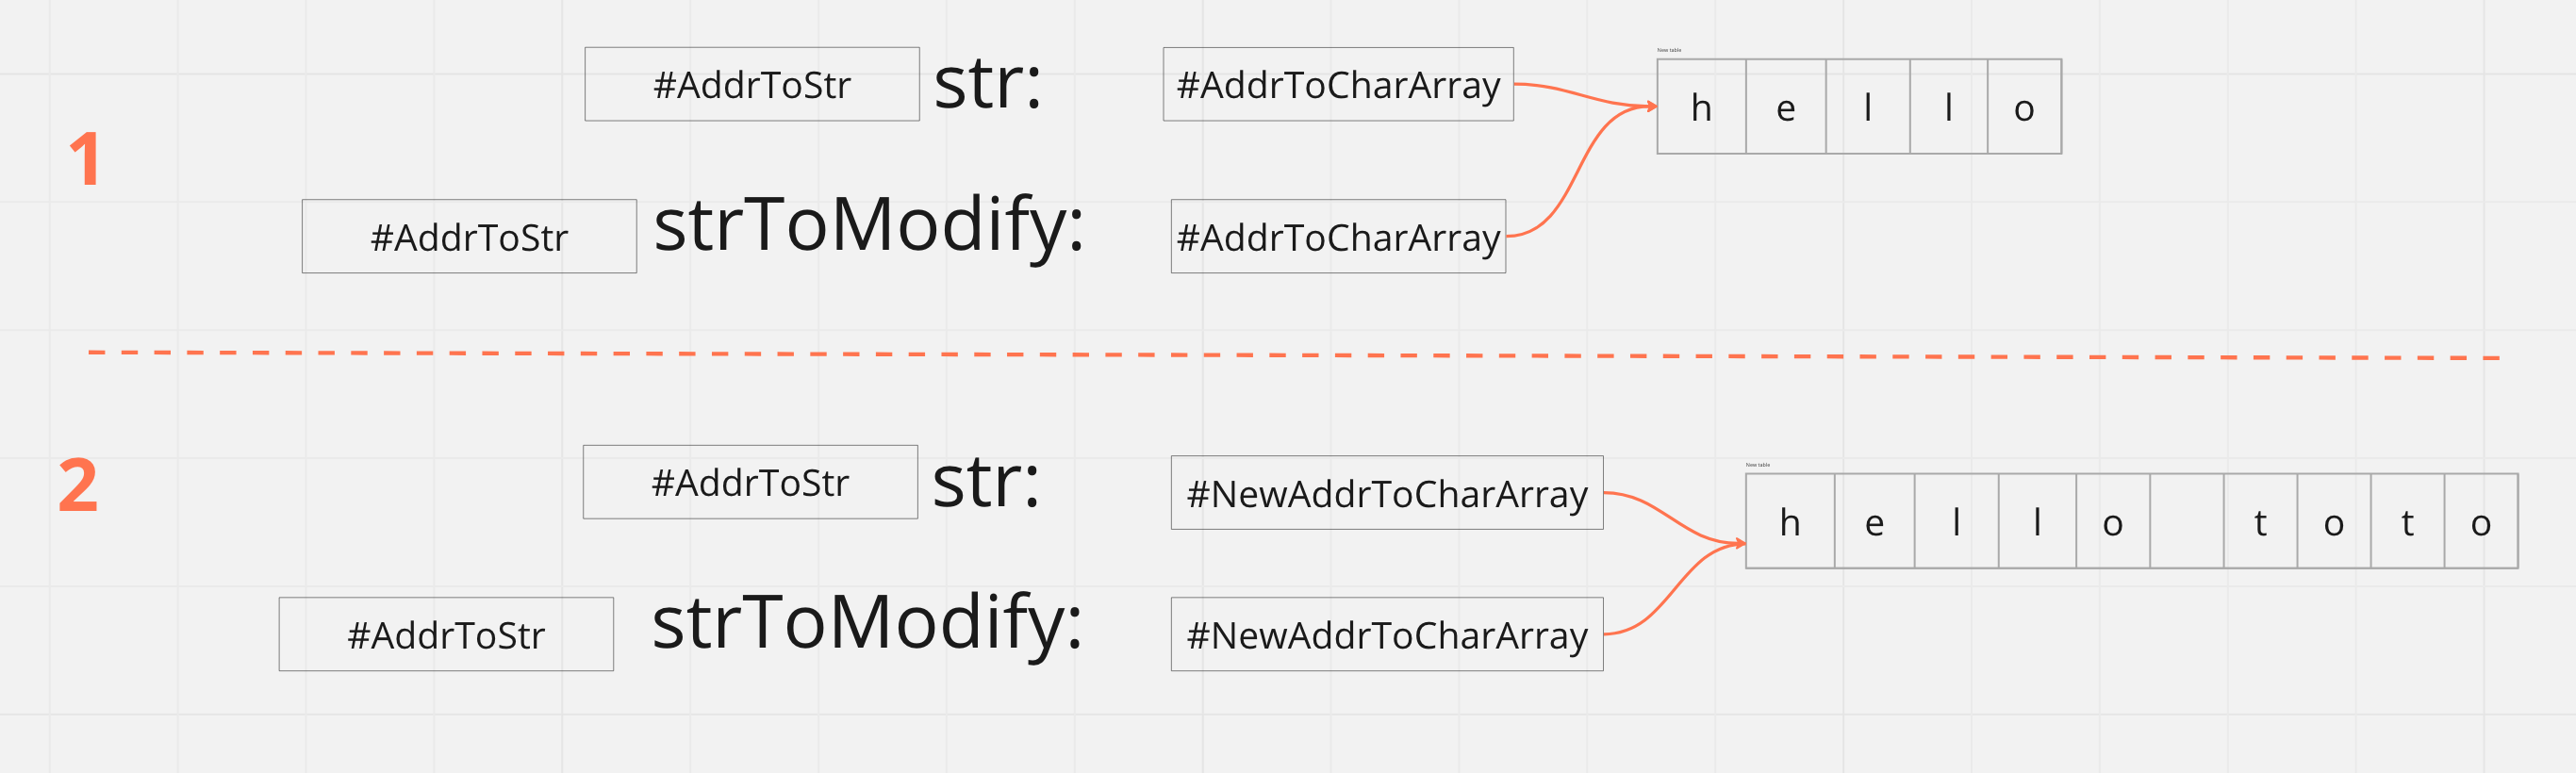 New table
#AddrToStr str: #AddrToCharArray
h e l l o
1
#AddrToStr strToModify: #AddrToCharArray
2
New table
#AddrToStr str: #NewAddrToCharArray
h e l l o t o t o
#AddrToStr strToModify: #NewAddrToCharArray